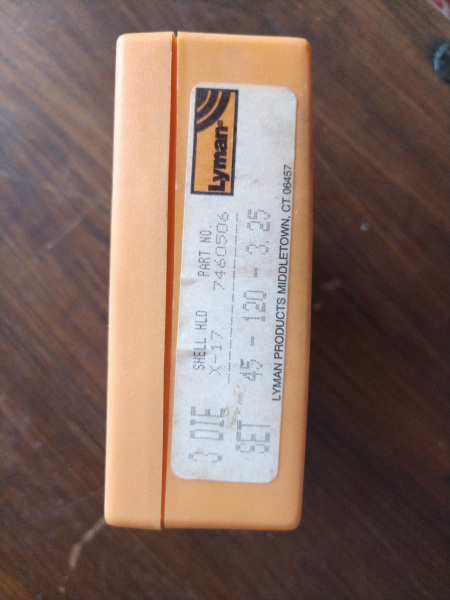 Lyman®
SHELL HLD PART NO.
3 DIE X-17 7460506
SET 45 - 120 - 3.25
LYMAN PRODUCTS MIDDLETOWN, CT 06457